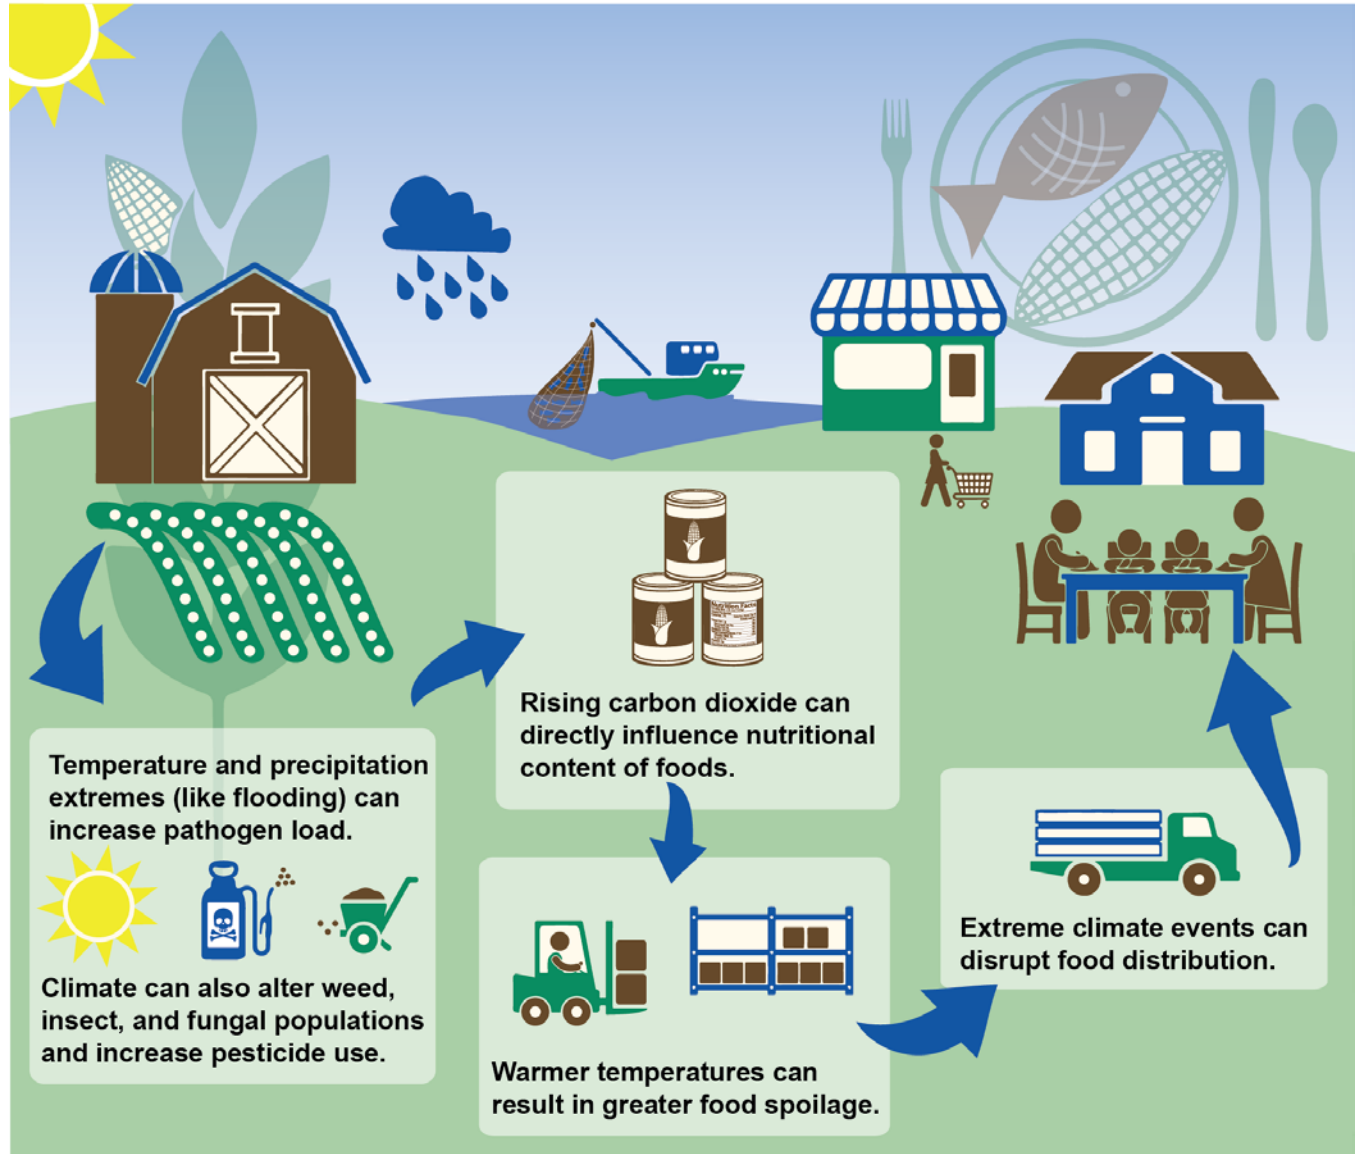 Temperature and precipitation
extremes (like flooding) can
increase pathogen load.
Climate can also alter weed,
insect, and fungal populations
and increase pesticide use.
Nutrition Facts
Rising carbon dioxide can
directly influence nutritional
content of foods.
Warmer temperatures can
result in greater food spoilage.
Extreme climate events can
disrupt food distribution.